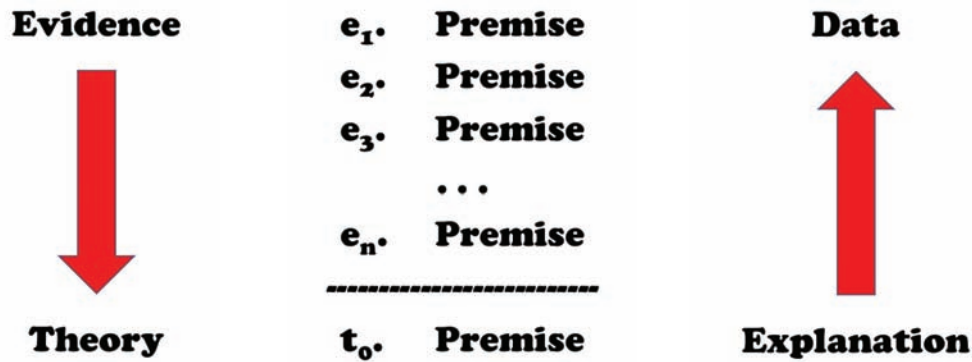 Evidence e₁. Premise Data
e₂. Premise
e₃. Premise
...
eₙ. Premise
--------------------------
Theory t₀. Premise Explanation